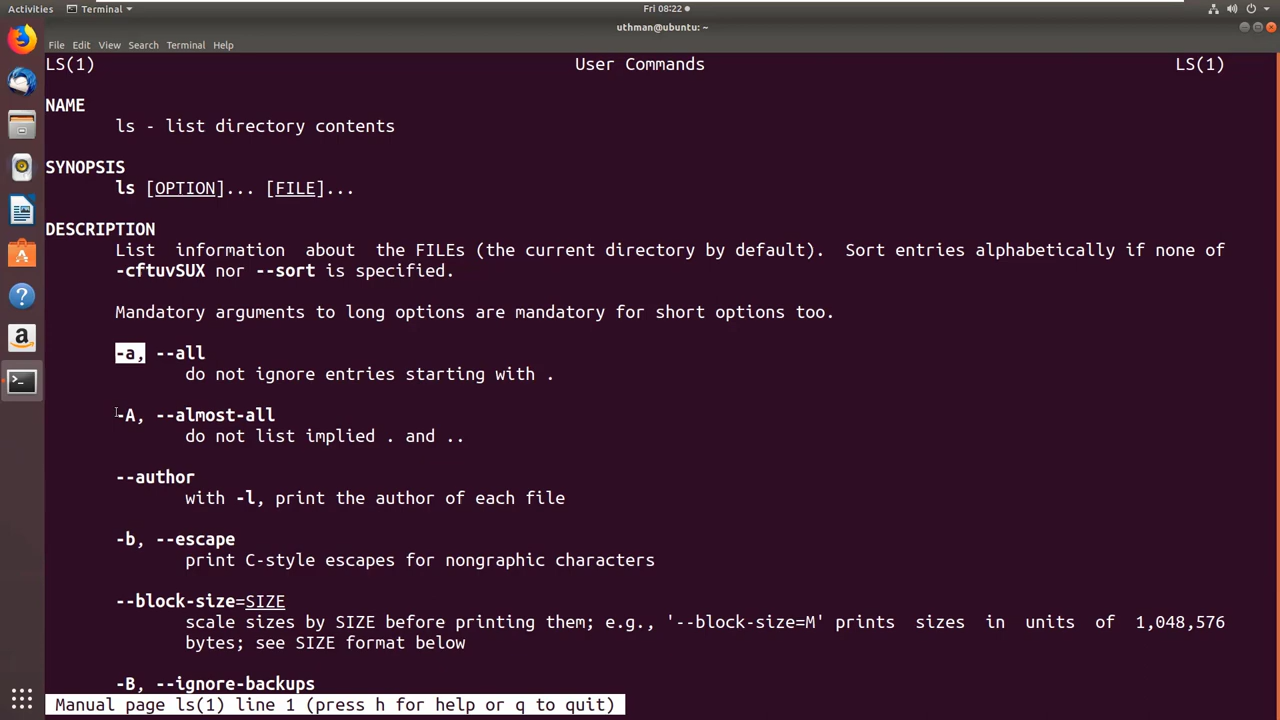 Activities Terminal Fri 08:22
uthman@ubuntu: ~
File Edit View Search Terminal Help
LS(1) User Commands LS(1)
NAME
ls - list directory contents
SYNOPSIS
ls [OPTION]... [FILE]...
DESCRIPTION
List information about the FILEs (the current directory by default). Sort entries alphabetically if none of
-cftuvSUX nor --sort is specified.
Mandatory arguments to long options are mandatory for short options too.
-a, --all
do not ignore entries starting with .
-A, --almost-all
do not list implied . and ..
--author
with -l, print the author of each file
-b, --escape
print C-style escapes for nongraphic characters
--block-size=SIZE
scale sizes by SIZE before printing them; e.g., '--block-size=M' prints sizes in units of 1,048,576
bytes; see SIZE format below
-B, --ignore-backups
Manual page ls(1) line 1 (press h for help or q to quit)